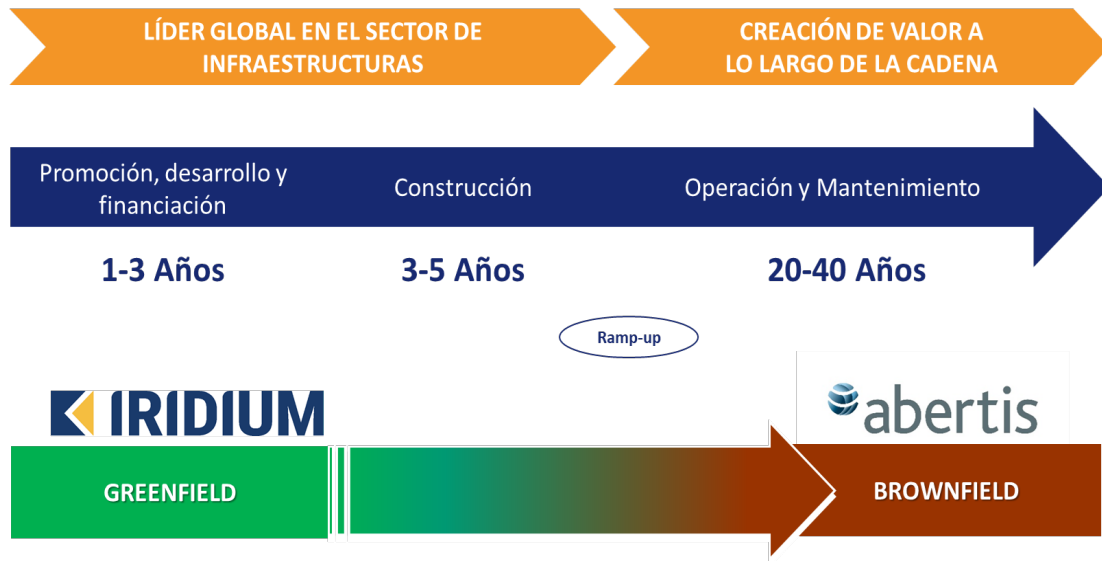 LÍDER GLOBAL EN EL SECTOR DE
INFRAESTRUCTURAS
CREACIÓN DE VALOR A
LO LARGO DE LA CADENA
Promoción, desarrollo y
financiación
Construcción
Operación y Mantenimiento
1-3 Años
3-5 Años
20-40 Años
Ramp-up
IRIDIUM
abertis
GREENFIELD
BROWNFIELD